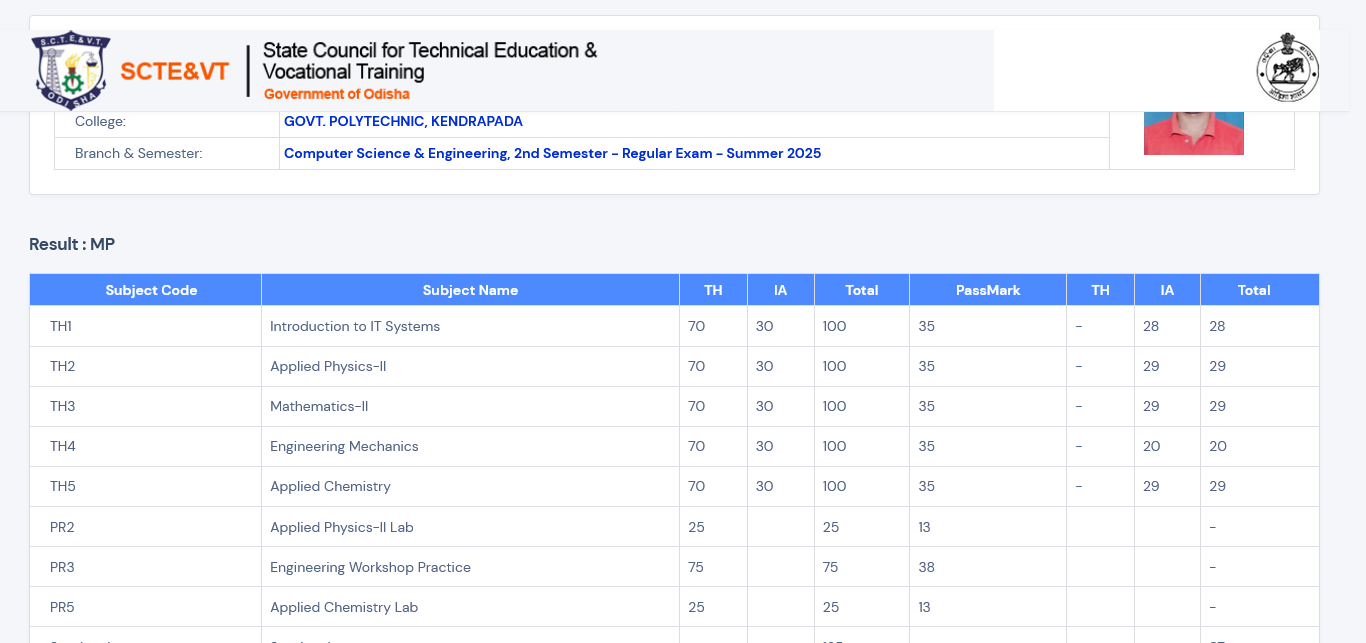 S.C.T.E.&V.T.
ODISHA
SCTE&VT
State Council for Technical Education &
Vocational Training
Government of Odisha
College: GOVT. POLYTECHNIC, KENDRAPADA
Branch & Semester: Computer Science & Engineering, 2nd Semester - Regular Exam - Summer 2025
Result : MP
Subject Code Subject Name TH IA Total PassMark TH IA Total
TH1 Introduction to IT Systems 70 30 100 35 - 28 28
TH2 Applied Physics-II 70 30 100 35 - 29 29
TH3 Mathematics-II 70 30 100 35 - 29 29
TH4 Engineering Mechanics 70 30 100 35 - 20 20
TH5 Applied Chemistry 70 30 100 35 - 29 29
PR2 Applied Physics-II Lab 25 25 13 -
PR3 Engineering Workshop Practice 75 75 38 -
PR5 Applied Chemistry Lab 25 25 13 -